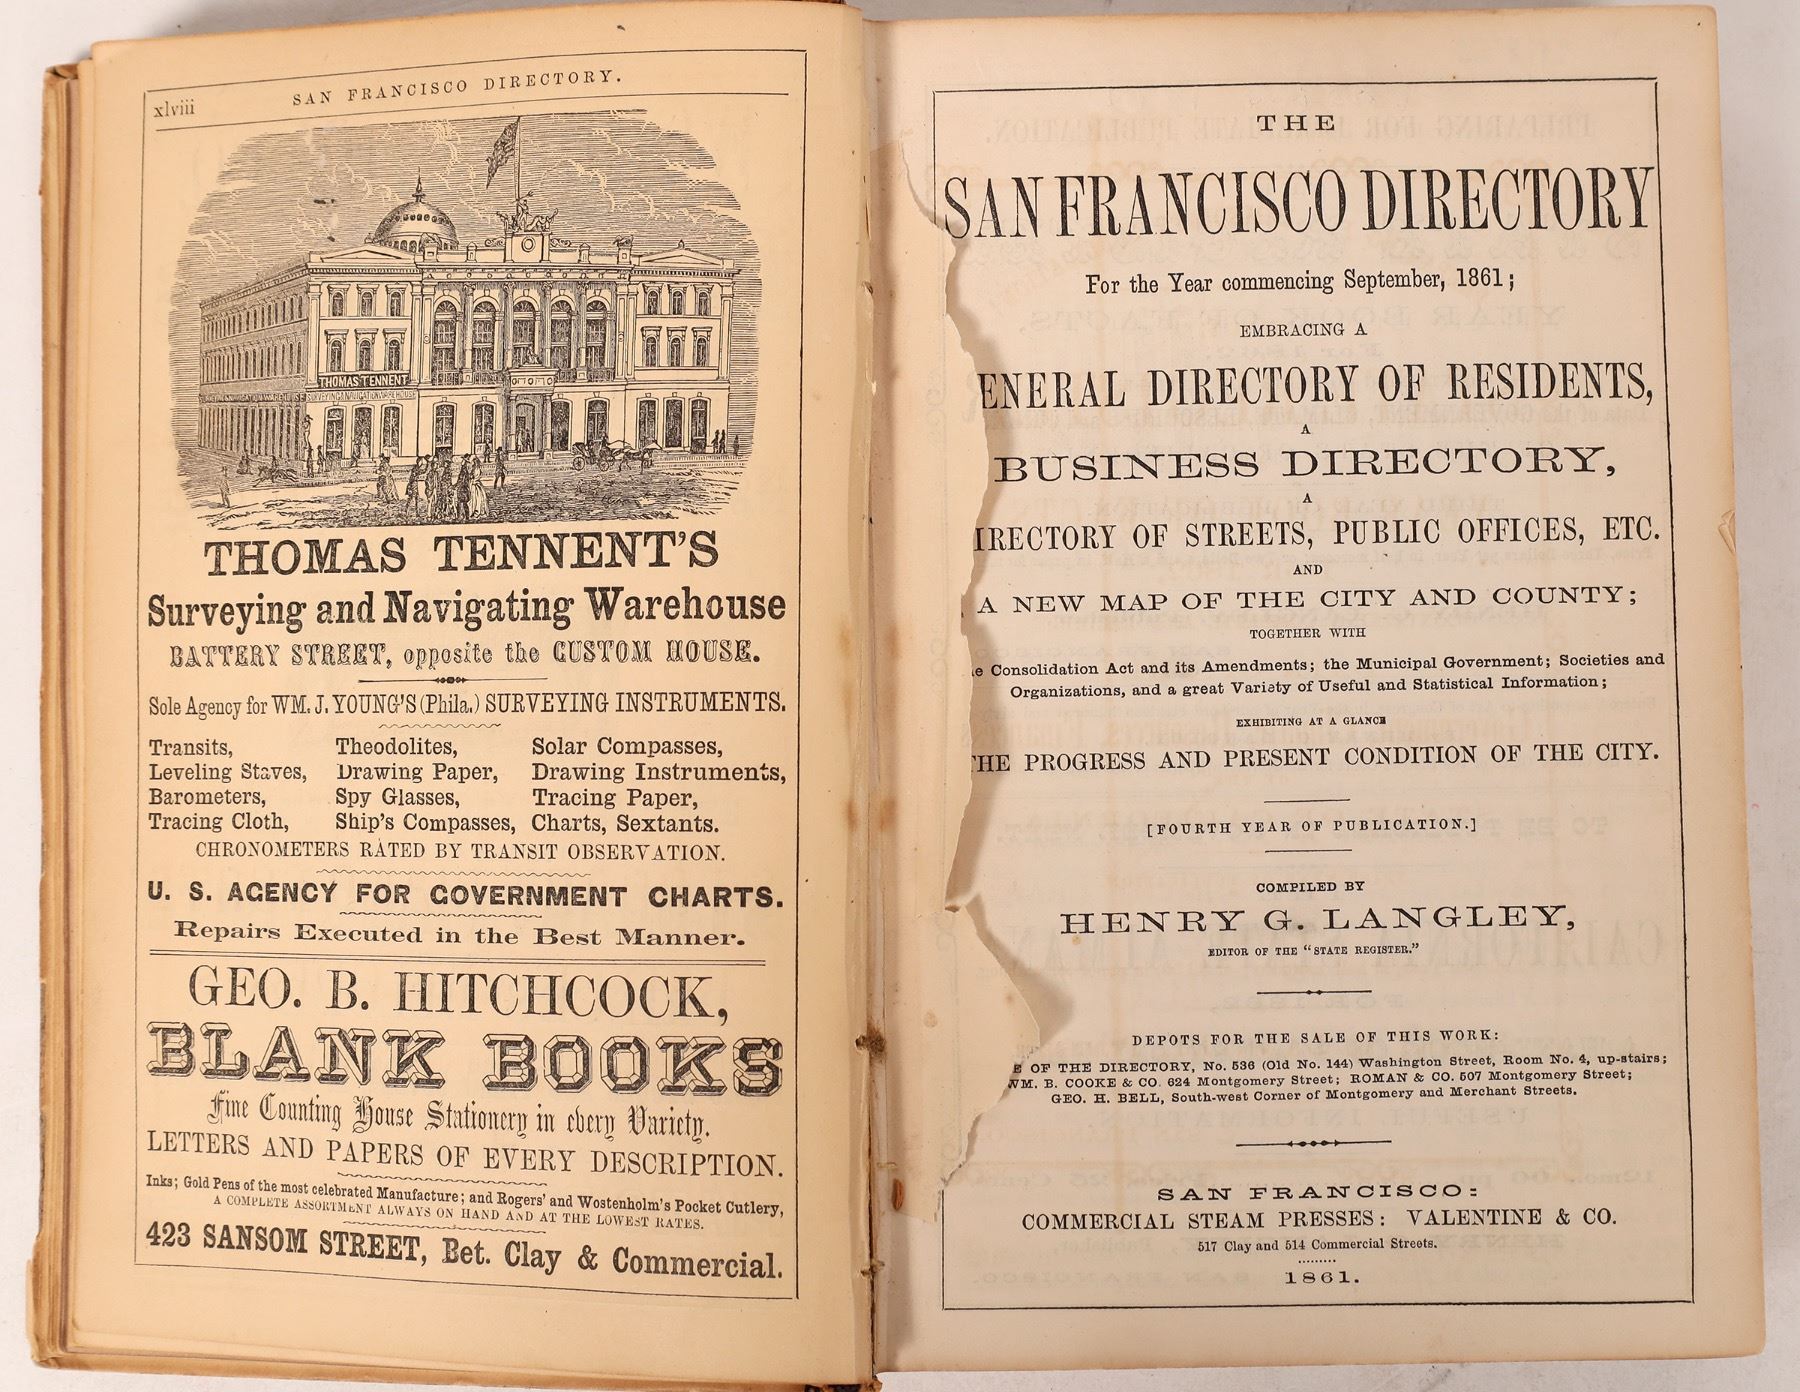 xlviii
SAN FRANCISCO DIRECTORY.
THOMAS TENNENT
SURVEYING & NAVIGATION WAREHOUSE
THOMAS TENNENT'S
Surveying and Navigating Warehouse
BATTERY STREET, opposite the CUSTOM HOUSE.
Sole Agency for WM. J. YOUNG'S (Phila.) SURVEYING INSTRUMENTS.
Transits, Theodolites, Solar Compasses,
Leveling Staves, Drawing Paper, Drawing Instruments,
Barometers, Spy Glasses, Tracing Paper,
Tracing Cloth, Ship's Compasses, Charts, Sextants.
CHRONOMETERS RATED BY TRANSIT OBSERVATION.
U. S. AGENCY FOR GOVERNMENT CHARTS.
Repairs Executed in the Best Manner.
GEO. B. HITCHCOCK,
BLANK BOOKS
Fine Counting House Stationery in every Variety.
LETTERS AND PAPERS OF EVERY DESCRIPTION.
Inks; Gold Pens of the most celebrated Manufacture; and Rogers' and Wostenholm's Pocket Cutlery,
A COMPLETE ASSORTMENT ALWAYS ON HAND AND AT THE LOWEST RATES.
423 SANSOM STREET, Bet. Clay & Commercial.
THE
SAN FRANCISCO DIRECTORY
For the Year commencing September, 1861;
EMBRACING A
ENERAL DIRECTORY OF RESIDENTS,
A
BUSINESS DIRECTORY,
A
IRECTORY OF STREETS, PUBLIC OFFICES, ETC.
AND
A NEW MAP OF THE CITY AND COUNTY;
TOGETHER WITH
e Consolidation Act and its Amendments; the Municipal Government; Societies and
Organizations, and a great Variety of Useful and Statistical Information;
EXHIBITING AT A GLANCE
THE PROGRESS AND PRESENT CONDITION OF THE CITY.
[FOURTH YEAR OF PUBLICATION.]
COMPILED BY
HENRY G. LANGLEY,
EDITOR OF THE "STATE REGISTER."
DEPOTS FOR THE SALE OF THIS WORK:
E OF THE DIRECTORY, No. 536 (Old No. 144) Washington Street, Room No. 4, up-stairs;
WM. B. COOKE & CO. 624 Montgomery Street; ROMAN & CO. 507 Montgomery Street;
GEO. H. BELL, South-west Corner of Montgomery and Merchant Streets.
SAN FRANCISCO:
COMMERCIAL STEAM PRESSES: VALENTINE & CO.
517 Clay and 514 Commercial Streets.
1861.